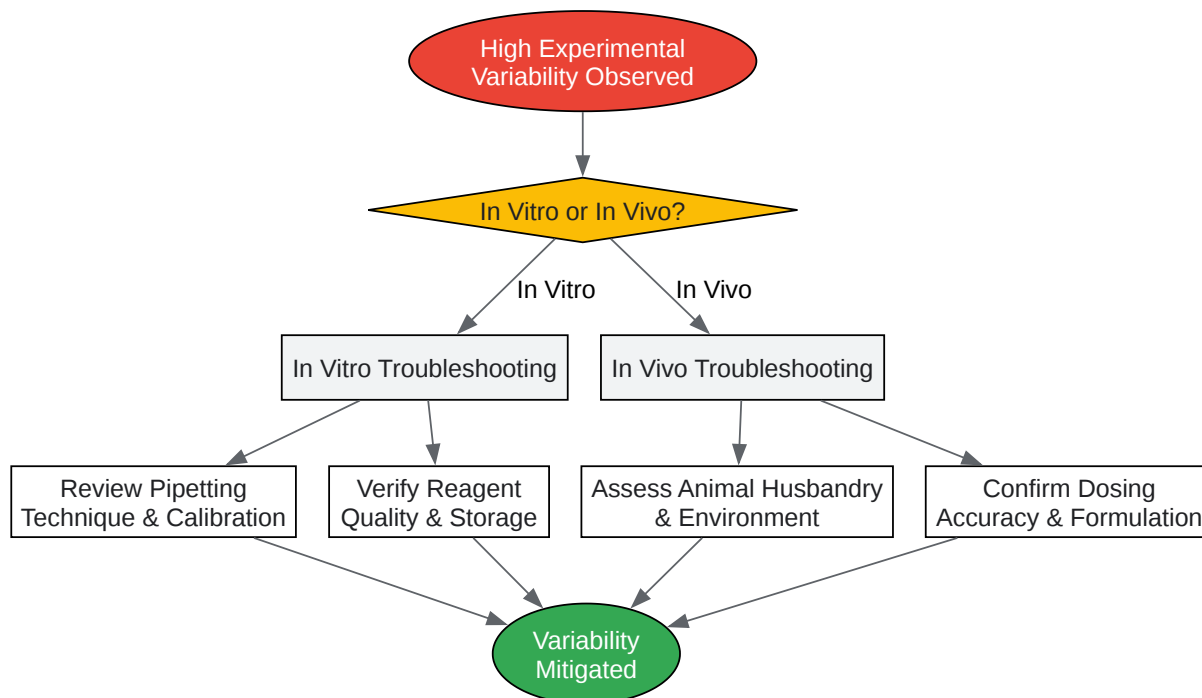 High Experimental
Variability Observed
In Vitro or In Vivo?
In Vitro
In Vivo
In Vitro Troubleshooting
In Vivo Troubleshooting
Review Pipetting
Technique & Calibration
Verify Reagent
Quality & Storage
Assess Animal Husbandry
& Environment
Confirm Dosing
Accuracy & Formulation
Variability
Mitigated